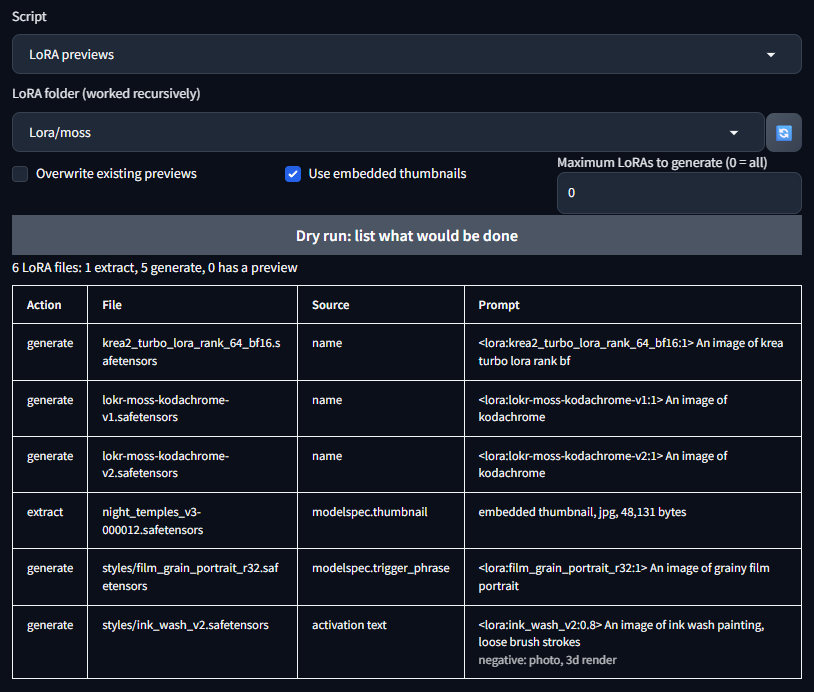 Script
LoRA previews
LoRA folder (worked recursively)
Lora/moss
Overwrite existing previews
Use embedded thumbnails
Maximum LoRAs to generate (0 = all)
0
Dry run: list what would be done
6 LoRA files: 1 extract, 5 generate, 0 has a preview
Action File Source Prompt
generate krea2_turbo_lora_rank_64_bf16.s name <lora:krea2_turbo_lora_rank_64_bf16:1> An image of krea
afetensors turbo lora rank bf
generate lokr-moss-kodachrome- name <lora:lokr-moss-kodachrome-v1:1> An image of
v1.safetensors kodachrome
generate lokr-moss-kodachrome- name <lora:lokr-moss-kodachrome-v2:1> An image of
v2.safetensors kodachrome
extract night_temples_v3- modelspec.thumbnail embedded thumbnail, jpg, 48,131 bytes
000012.safetensors
generate styles/film_grain_portrait_r32.saf modelspec.trigger_phrase <lora:film_grain_portrait_r32:1> An image of grainy film
etensors portrait
generate styles/ink_wash_v2.safetensors activation text <lora:ink_wash_v2:0.8> An image of ink wash painting,
loose brush strokes
negative: photo, 3d render